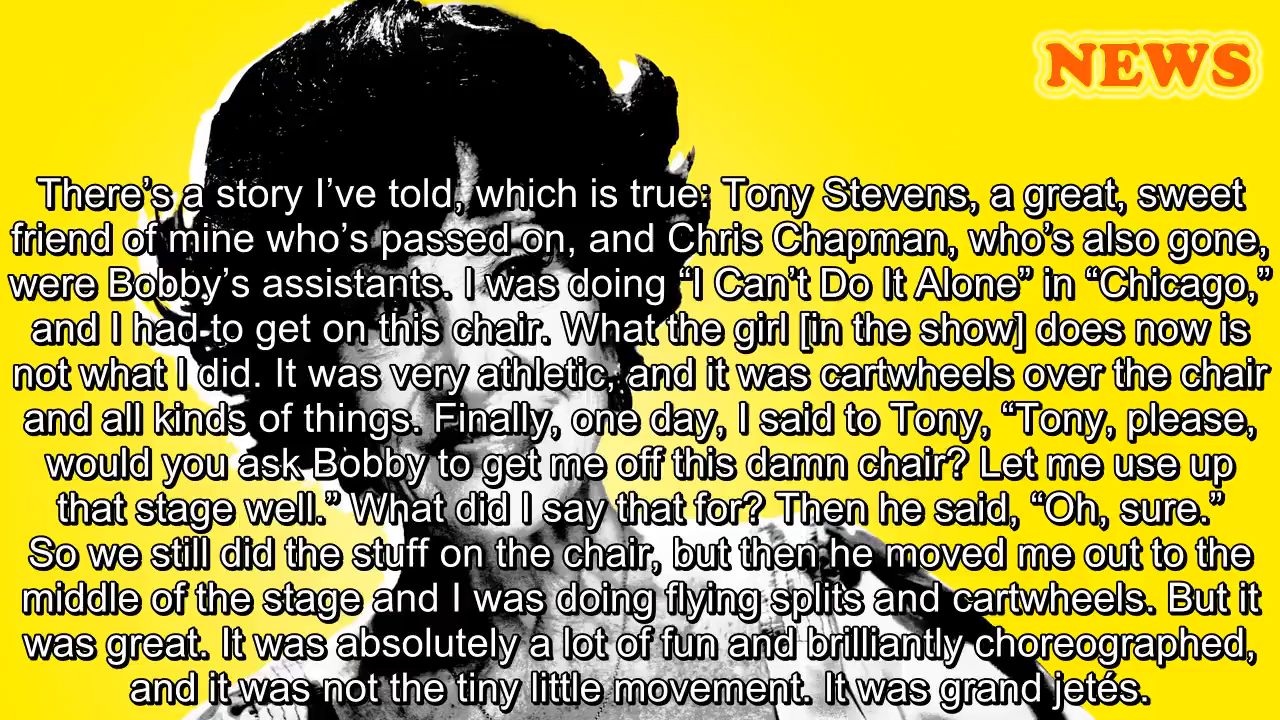 NEWS
There’s a story I’ve told, which is true: Tony Stevens, a great, sweet
friend of mine who’s passed on, and Chris Chapman, who’s also gone,
were Bobby’s assistants. I was doing “I Can’t Do It Alone” in “Chicago,”
and I had to get on this chair. What the girl [in the show] does now is
not what I did. It was very athletic, and it was cartwheels over the chair
and all kinds of things. Finally, one day, I said to Tony, “Tony, please,
would you ask Bobby to get me off this damn chair? Let me use up
that stage well.” What did I say that for? Then he said, “Oh, sure.”
So we still did the stuff on the chair, but then he moved me out to the
middle of the stage and I was doing flying splits and cartwheels. But it
was great. It was absolutely a lot of fun and brilliantly choreographed,
and it was not the tiny little movement. It was grand jetés.